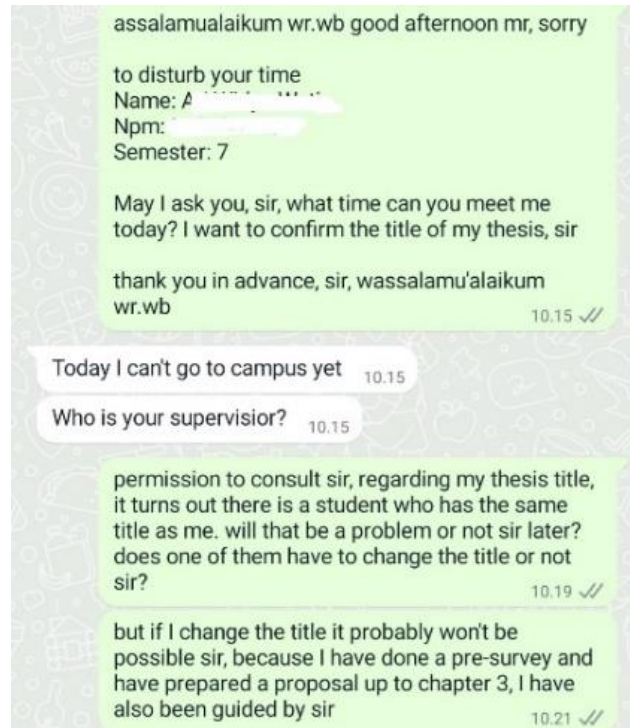 assalamualaikum wr.wb good afternoon mr, sorry
to disturb your time
Name: A
Npm:
Semester: 7
May I ask you, sir, what time can you meet me
today? I want to confirm the title of my thesis, sir
thank you in advance, sir, wassalamu'alaikum
wr.wb
10.15
Today I can't go to campus yet 10.15
Who is your supervisior? 10.15
permission to consult sir, regarding my thesis title,
it turns out there is a student who has the same
title as me. will that be a problem or not sir later?
does one of them have to change the title or not
sir?
10.19
but if I change the title it probably won't be
possible sir, because I have done a pre-survey and
have prepared a proposal up to chapter 3, I have
also been guided by sir
10.21